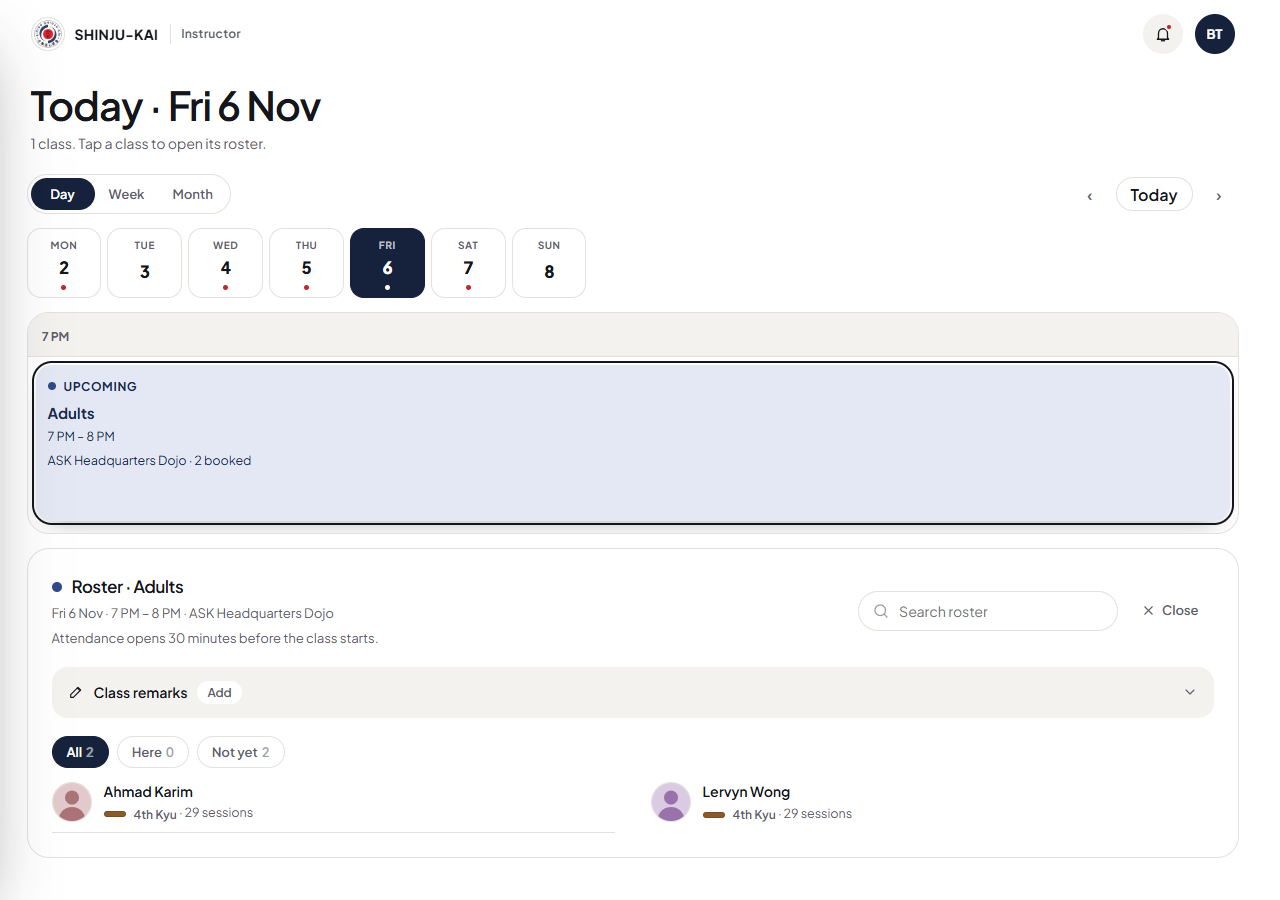 SHINJU-KAI Instructor BT
Today · Fri 6 Nov
1 class. Tap a class to open its roster.
Day Week Month ‹ Today ›
MON TUE WED THU FRI SAT SUN
2 3 4 5 6 7 8
7 PM
UPCOMING
Adults
7 PM – 8 PM
ASK Headquarters Dojo · 2 booked
Roster · Adults
Fri 6 Nov · 7 PM – 8 PM · ASK Headquarters Dojo
Attendance opens 30 minutes before the class starts.
Search roster Close
Class remarks Add
All 2 Here 0 Not yet 2
Ahmad Karim
4th Kyu · 29 sessions
Lervyn Wong
4th Kyu · 29 sessions